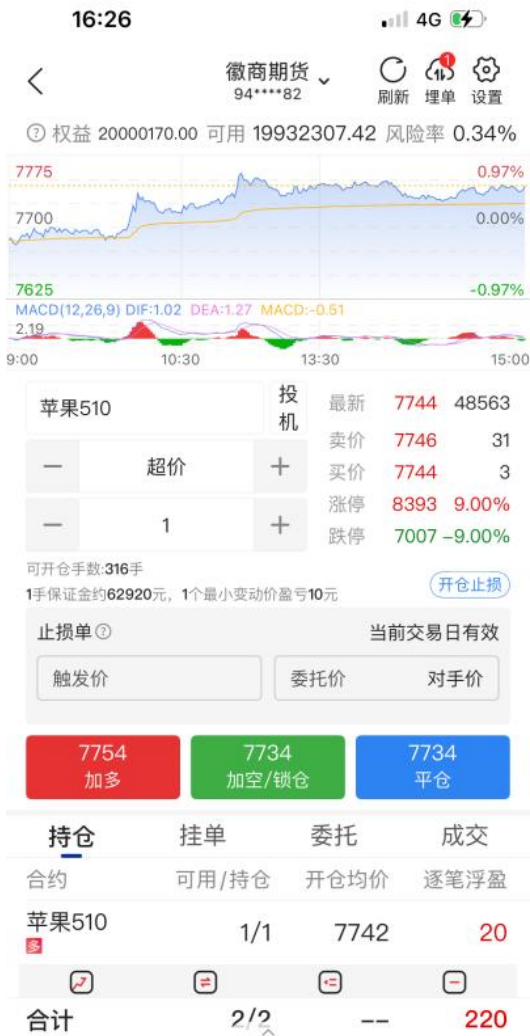 16:26 4G
徽商期货
94****82
1
刷新 埋单 设置
权益 20000170.00 可用 19932307.42 风险率 0.34%
7775 0.97%
7700 0.00%
7625 -0.97%
MACD(12,26,9) DIF:1.02 DEA:1.27 MACD:-0.51
2.19
9:00 10:30 13:30 15:00
苹果510 投机
最新 7744 48563
卖价 7746 31
— 超价 +
买价 7744 3
涨停 8393 9.00%
— 1 +
跌停 7007 -9.00%
可开仓手数:316手
1手保证金约62920元，1个最小变动价盈亏10元
开仓止损
止损单 当前交易日有效
触发价 委托价 对手价
7754 7734 7734
加多 加空/锁仓 平仓
持仓 挂单 委托 成交
合约 可用/持仓 开仓均价 逐笔浮盈
苹果510 1/1 7742 20
多
合计 2/2 -- 220